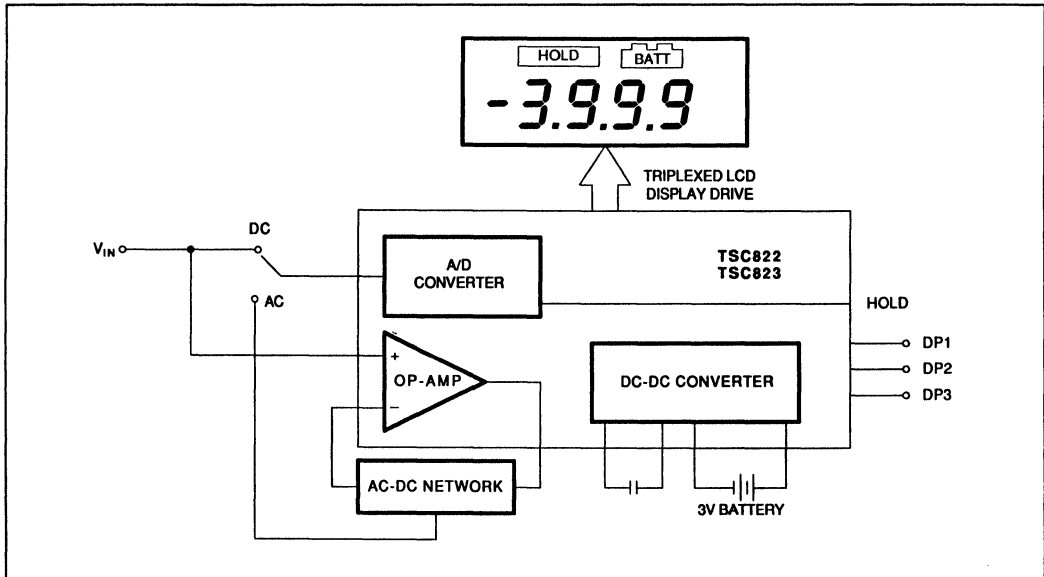 HOLD BATT
-3.9.9.9
TRIPLEXED LCD
DISPLAY DRIVE
DC
VIN
A/D
CONVERTER
TSC822
TSC823
AC
HOLD
+
OP-AMP
−
DC-DC CONVERTER
DP1
DP2
DP3
AC-DC NETWORK
3V BATTERY